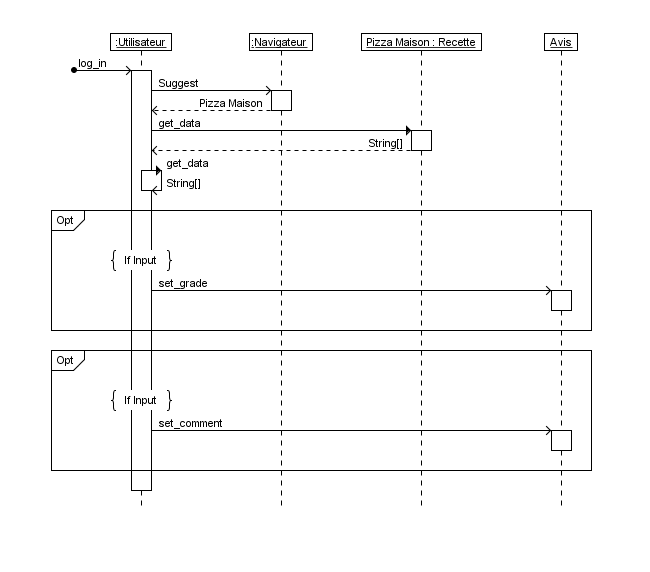 :Utilisateur
:Navigateur
Pizza Maison : Recette
Avis
log_in
Suggest
Pizza Maison
get_data
String[]
get_data
String[]
Opt
If Input
set_grade
Opt
If Input
set_comment